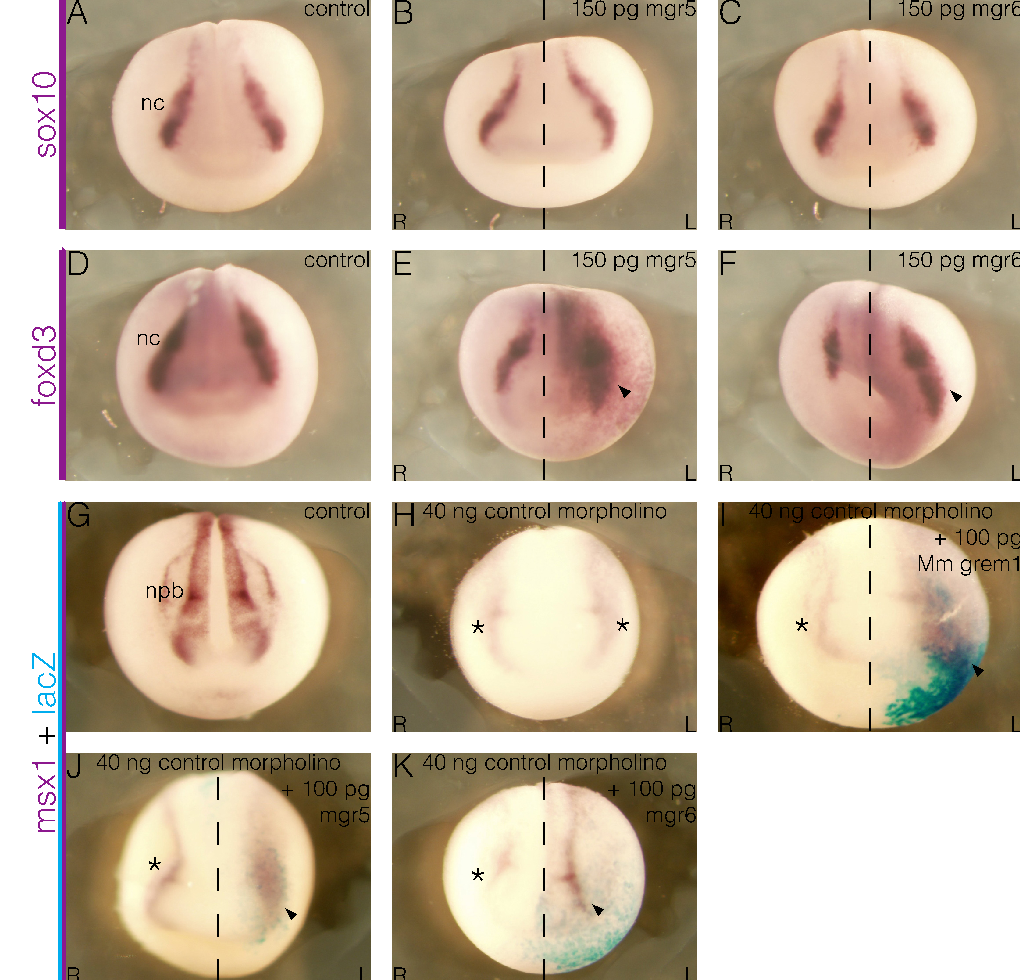 A control
B 150 pg mgr5
C 150 pg mgr6
sox10
nc
R L
R L
D control
E 150 pg mgr5
F 150 pg mgr6
foxd3
nc
R L
R L
G control
H 40 ng control morpholino
I 40 ng control morpholino
+ 100 pg
Mm grem1
npb
*
*
*
R L
R L
msx1 + lacZ
J 40 ng control morpholino
+ 100 pg
mgr5
K 40 ng control morpholino
+ 100 pg
mgr6
*
*
R L
R L